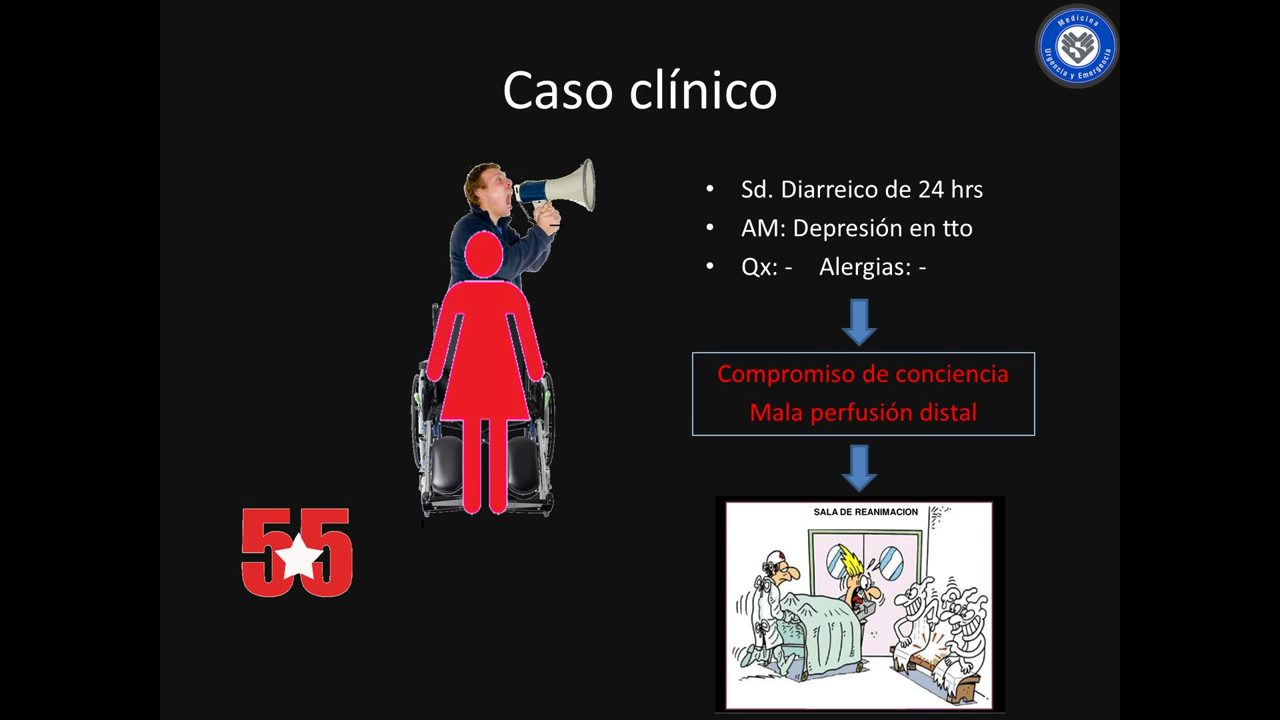 Medicina
Urgencia y Emergencia
Caso clínico
• Sd. Diarreico de 24 hrs
• AM: Depresión en tto
• Qx: - Alergias: -
Compromiso de conciencia
Mala perfusión distal
55
SALA DE REANIMACION